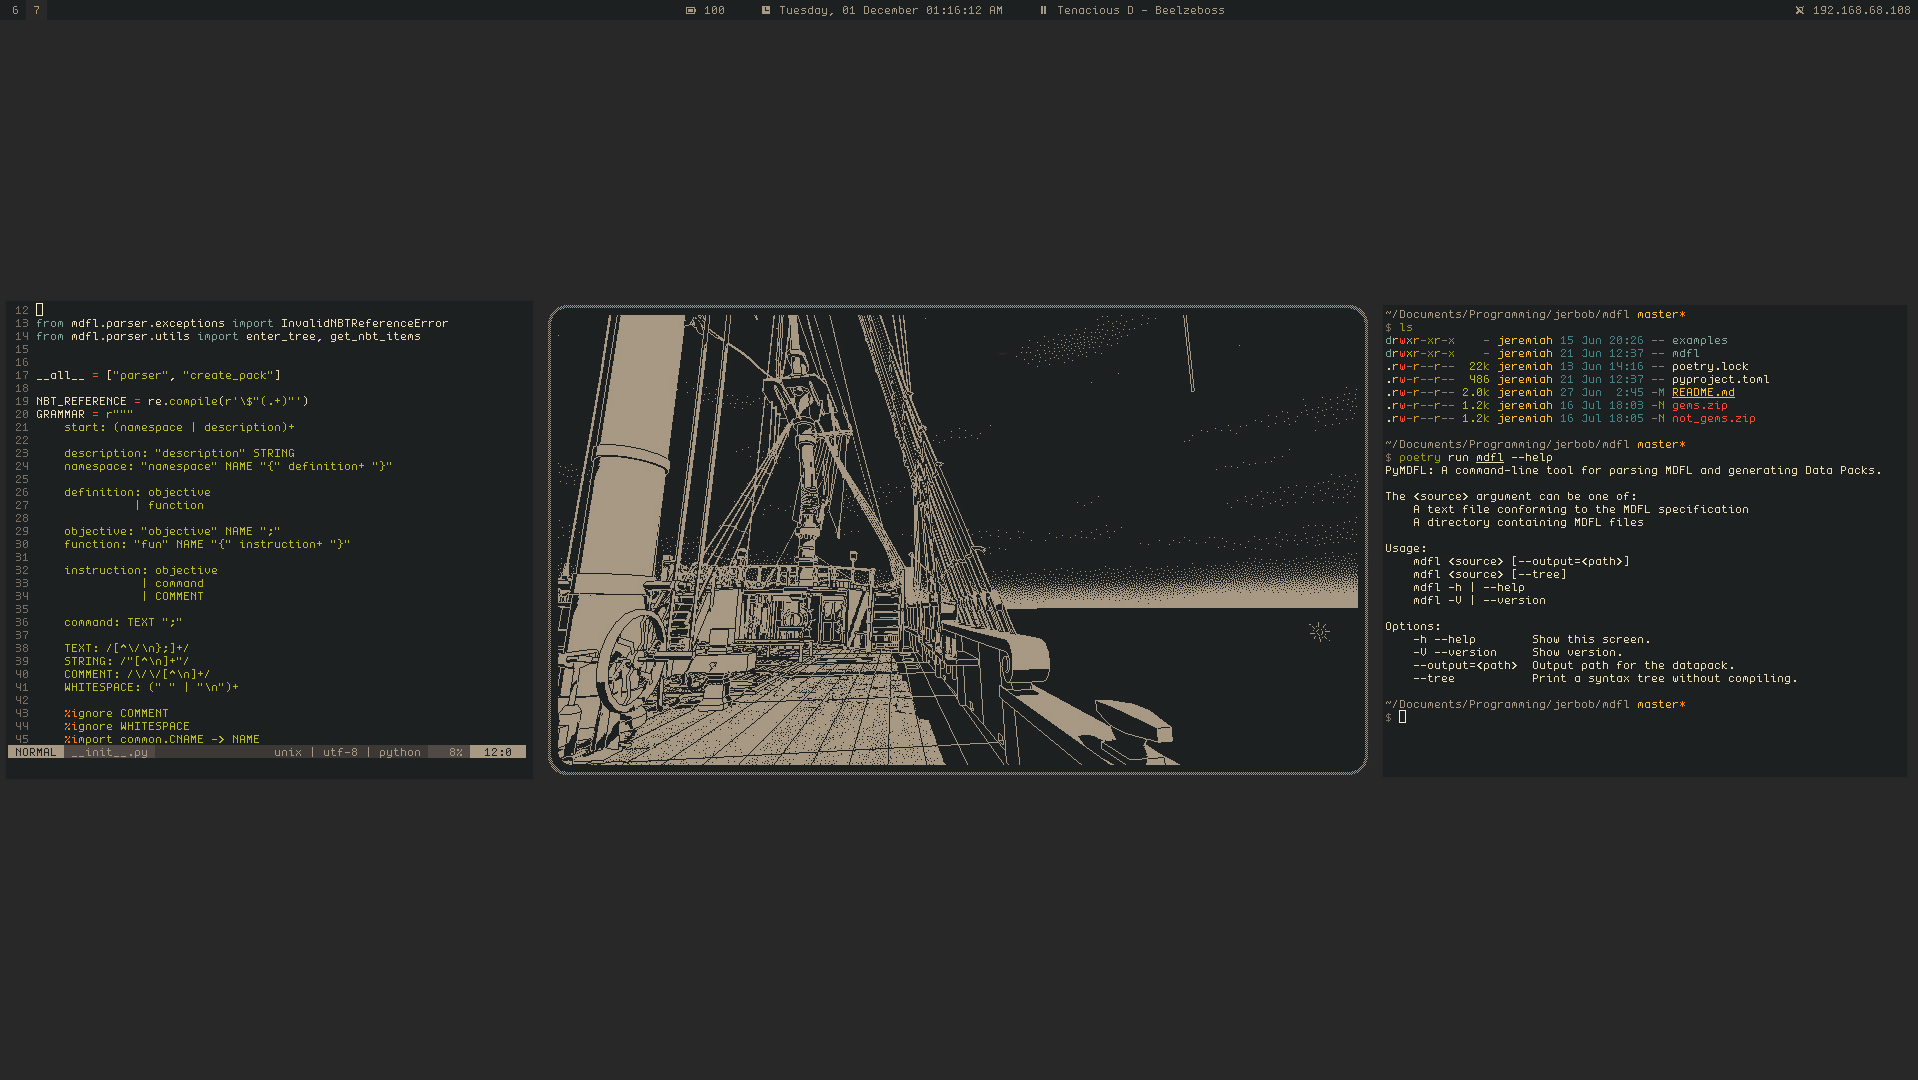 6 7 100 Tuesday, 01 December 01:16:12 AM Tenacious D - Beelzeboss 192.168.68.108
12
13 from mdfl.parser.exceptions import InvalidNBTReferenceError
14 from mdfl.parser.utils import enter_tree, get_nbt_items
15
16
17 __all__ = ["parser", "create_pack"]
18
19 NBT_REFERENCE = re.compile(r'\$"(.+)"')
20 GRAMMAR = r"""
21     start: (namespace | description)+
22
23     description: "description" STRING
24     namespace: "namespace" NAME "{" definition+ "}"
25
26     definition: objective
27               | function
28
29     objective: "objective" NAME ";"
30     function: "fun" NAME "{" instruction+ "}"
31
32     instruction: objective
33                | command
34                | COMMENT
35
36     command: TEXT ";"
37
38     TEXT: /[^\/\n};]+/
39     STRING: /"[^\n]+"/
40     COMMENT: /\/\/[^\n]+/
41     WHITESPACE: (" " | "\n")+
42
43     %ignore COMMENT
44     %ignore WHITESPACE
45     %import common.CNAME -> NAME
NORMAL __init__.py unix | utf-8 | python 8% 12:0
~/Documents/Programming/jerbob/mdfl master*
$ ls
drwxr-xr-x    - jeremiah 15 Jun 20:26 -- examples
drwxr-xr-x    - jeremiah 21 Jun 12:37 -- mdfl
.rw-r--r--  22k jeremiah 13 Jun 14:16 -- poetry.lock
.rw-r--r--  486 jeremiah 21 Jun 12:37 -- pyproject.toml
.rw-r--r-- 2.0k jeremiah 27 Jun  2:45 -M README.md
.rw-r--r-- 1.2k jeremiah 16 Jul 18:03 -N gems.zip
.rw-r--r-- 1.2k jeremiah 16 Jul 18:05 -N not_gems.zip
~/Documents/Programming/jerbob/mdfl master*
$ poetry run mdfl --help
PyMDFL: A command-line tool for parsing MDFL and generating Data Packs.
The <source> argument can be one of:
    A text file conforming to the MDFL specification
    A directory containing MDFL files
Usage:
    mdfl <source> [--output=<path>]
    mdfl <source> [--tree]
    mdfl -h | --help
    mdfl -V | --version
Options:
    -h --help        Show this screen.
    -V --version     Show version.
    --output=<path>  Output path for the datapack.
    --tree           Print a syntax tree without compiling.
~/Documents/Programming/jerbob/mdfl master*
$